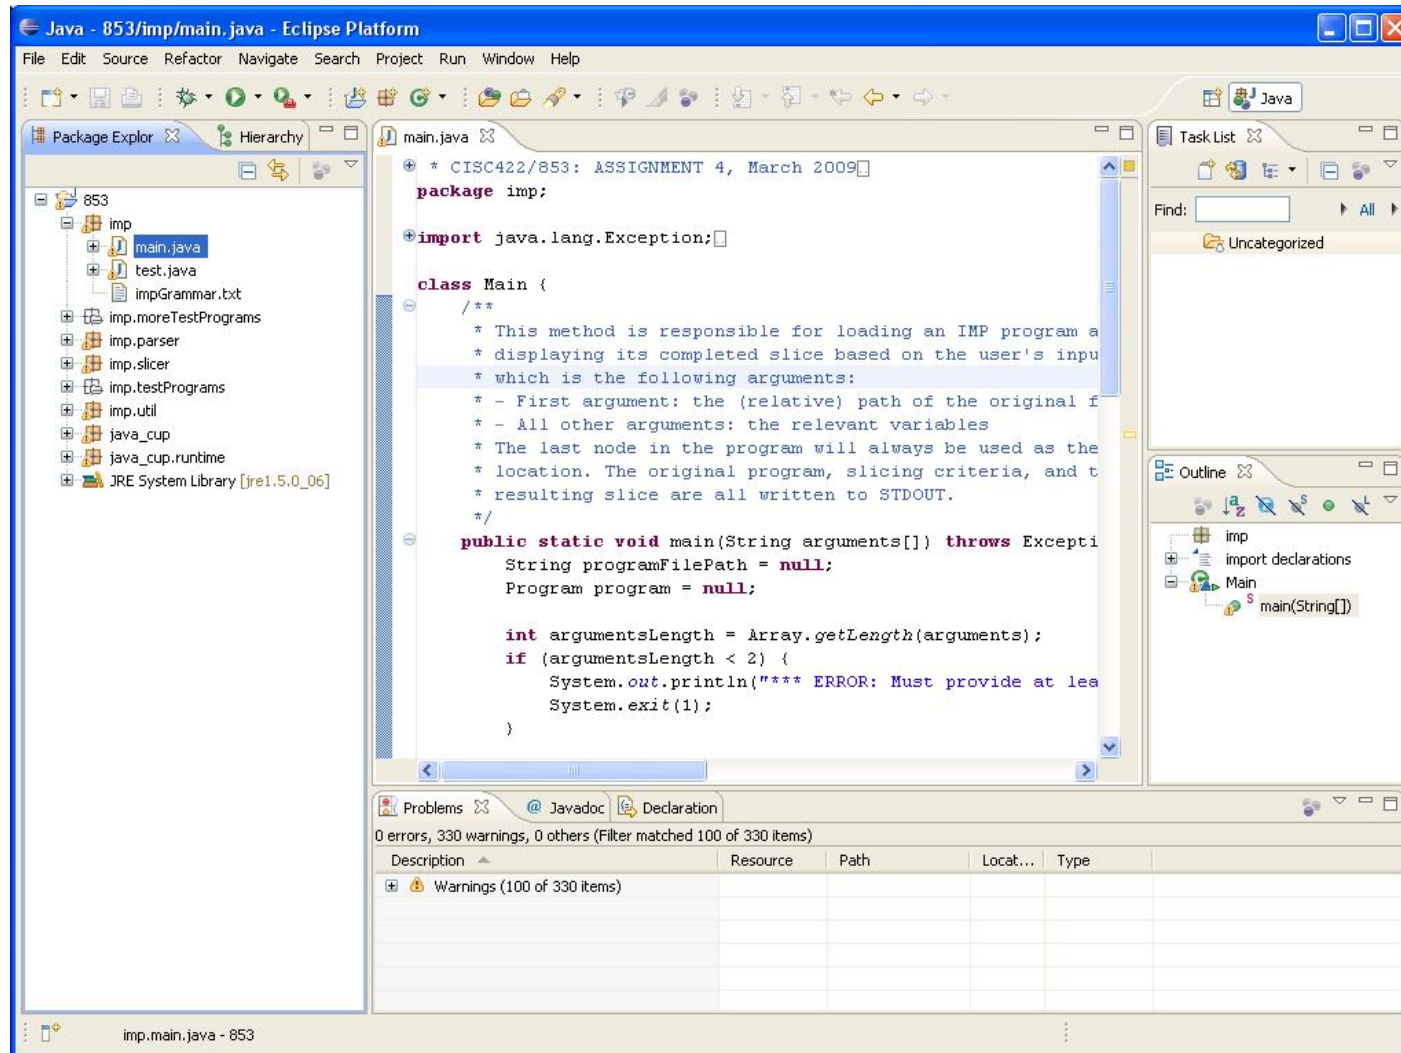 Java - 853/imp/main.java - Eclipse Platform
File Edit Source Refactor Navigate Search Project Run Window Help
Java
Package Explor
Hierarchy
853
imp
main.java
test.java
impGrammar.txt
imp.moreTestPrograms
imp.parser
imp.slicer
imp.testPrograms
imp.util
java_cup
java_cup.runtime
JRE System Library [jre1.5.0_06]
main.java
* CISC422/853: ASSIGNMENT 4, March 2009
package imp;
import java.lang.Exception;
class Main {
/**
* This method is responsible for loading an IMP program a
* displaying its completed slice based on the user's inpu
* which is the following arguments:
* - First argument: the (relative) path of the original f
* - All other arguments: the relevant variables
* The last node in the program will always be used as the
* location. The original program, slicing criteria, and t
* resulting slice are all written to STDOUT.
*/
public static void main(String arguments[]) throws Excepti
String programFilePath = null;
Program program = null;
int argumentsLength = Array.getLength(arguments);
if (argumentsLength < 2) {
System.out.println("*** ERROR: Must provide at lea
System.exit(1);
}
Task List
Find:
All
Uncategorized
Outline
imp
import declarations
Main
main(String[])
Problems
@ Javadoc
Declaration
0 errors, 330 warnings, 0 others (Filter matched 100 of 330 items)
Description Resource Path Locat... Type
Warnings (100 of 330 items)
imp.main.java - 853